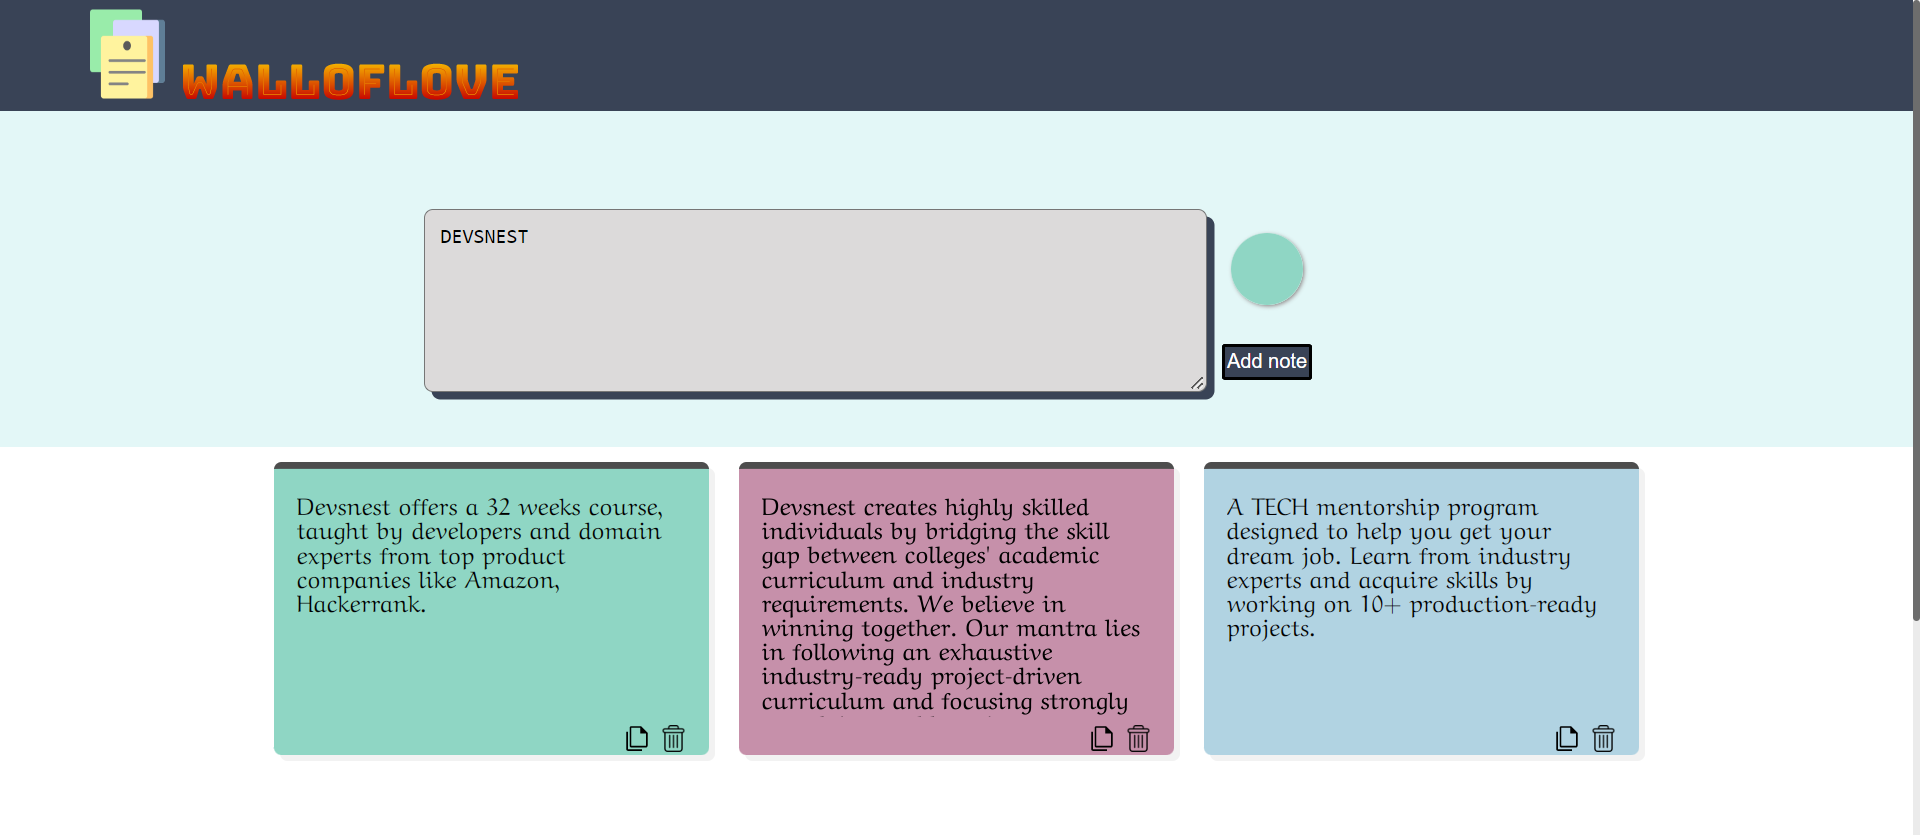 WALLOFLOVE
DEVSNEST
Add note
Devsnest offers a 32 weeks course,
taught by developers and domain
experts from top product
companies like Amazon,
Hackerrank.
Devsnest creates highly skilled
individuals by bridging the skill
gap between colleges' academic
curriculum and industry
requirements. We believe in
winning together. Our mantra lies
in following an exhaustive
industry-ready project-driven
curriculum and focusing strongly
A TECH mentorship program
designed to help you get your
dream job. Learn from industry
experts and acquire skills by
working on 10+ production-ready
projects.